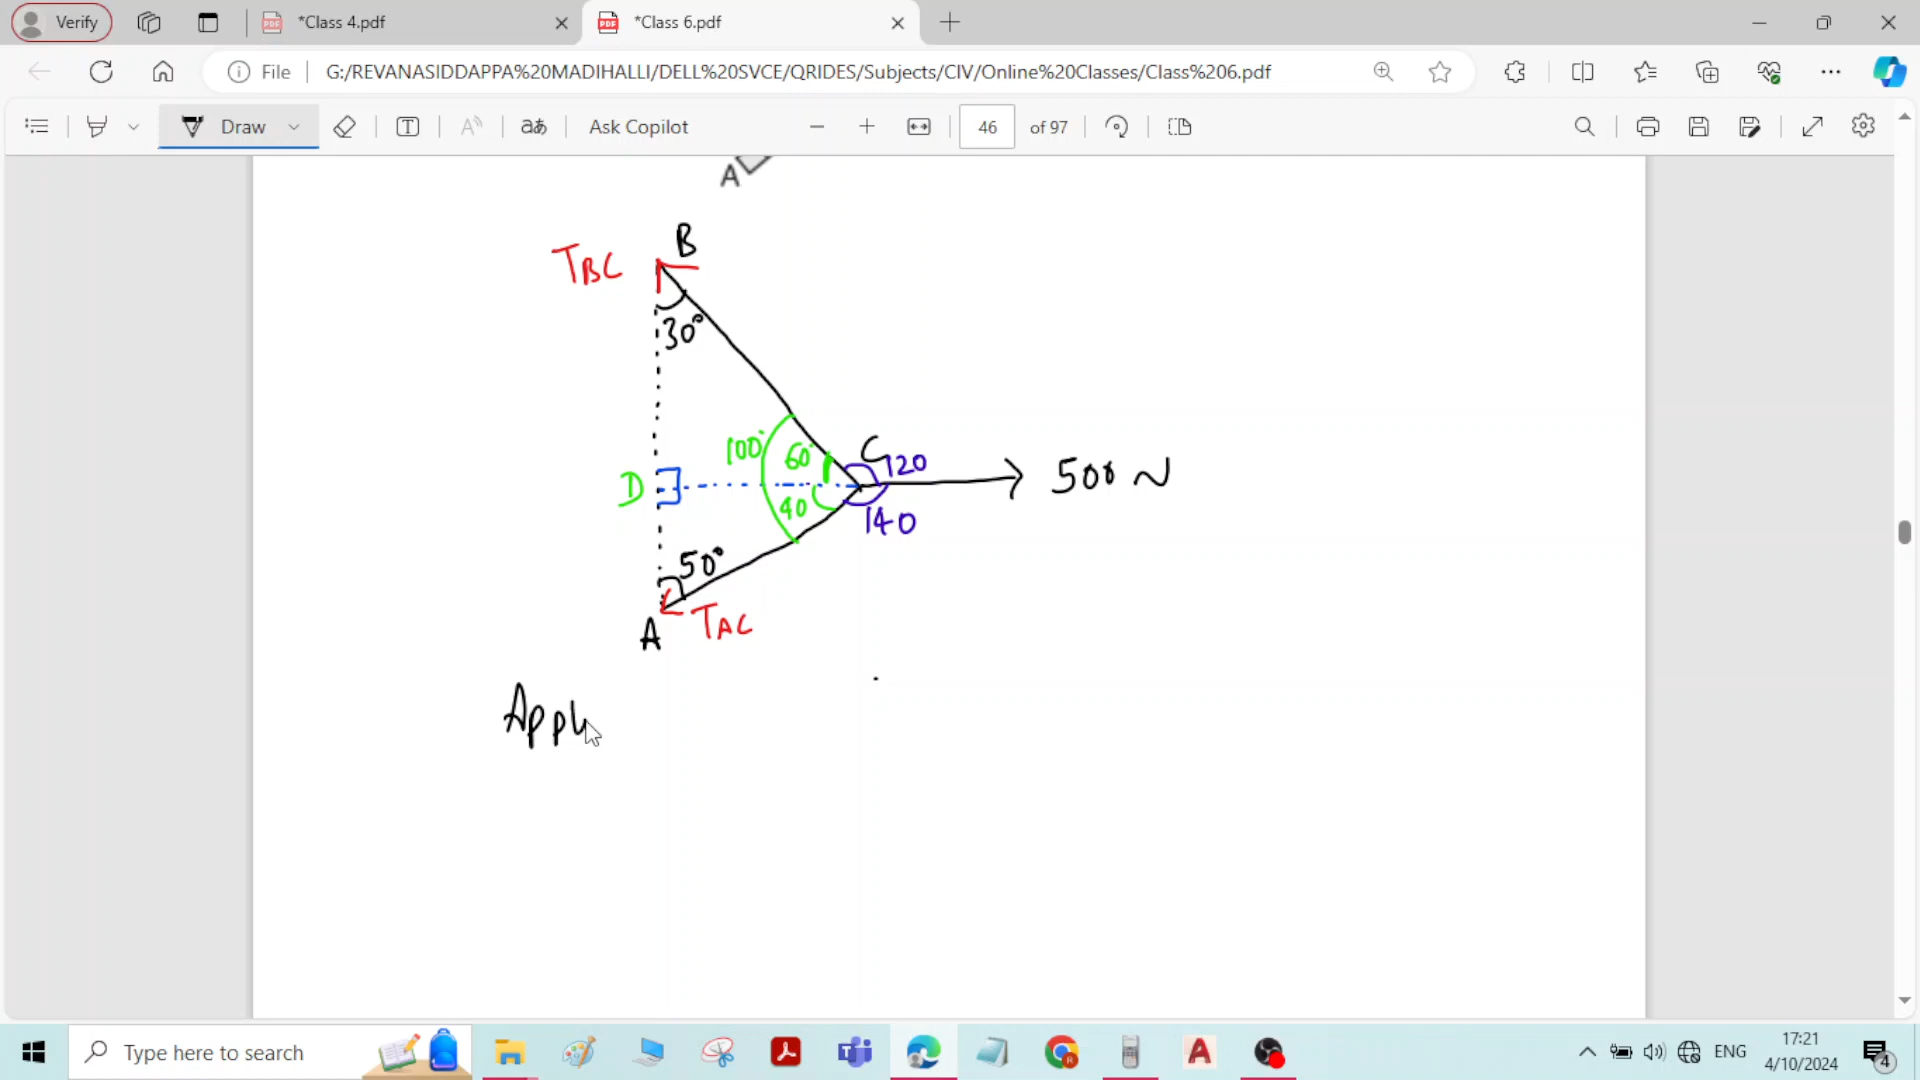 Verify
*Class 4.pdf
*Class 6.pdf
File
G:/REVANASIDDAPPA%20MADIHALLI/DELL%20SVCE/QRIDES/Subjects/CIV/Online%20Classes/Class%206.pdf
Draw
Ask Copilot
46
of 97
A
B
TBC
30°
C
100°
60°
120
500 N
D
40
140
50°
A
TAC
Apply
Type here to search
ENG
17:21
4/10/2024
4